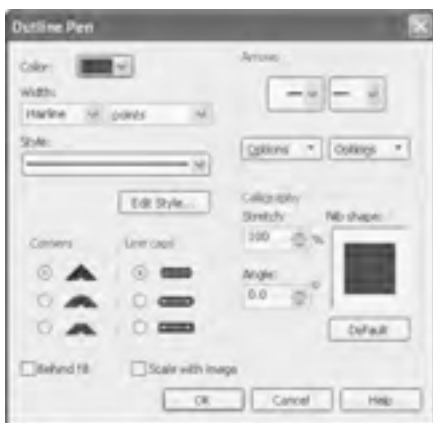 Outline Pen
Color:
Arrows
Width:
Hairline points
Style:
Options Options
Edit Style...
Calligraphy
Stretch: Nib shape:
100 %
Corners Line caps
Angle:
0.0 °
Default
Behind fill Scale with image
OK Cancel Help